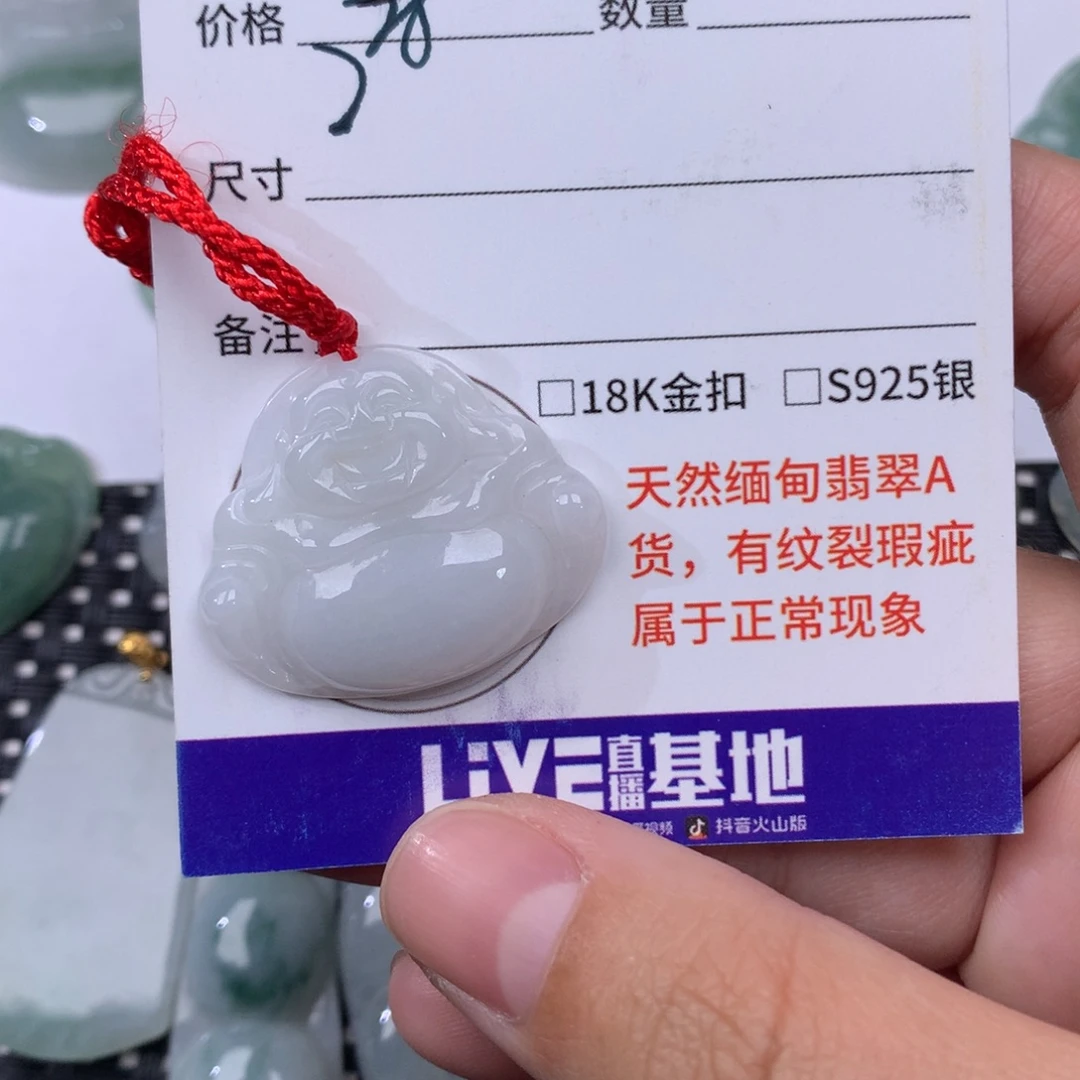 价格 数量
尺寸
备注
□18K金扣 □S925银
天然缅甸翡翠A
货，有纹裂瑕疵
属于正常现象
LiVE直播基地
视频 抖音火山版